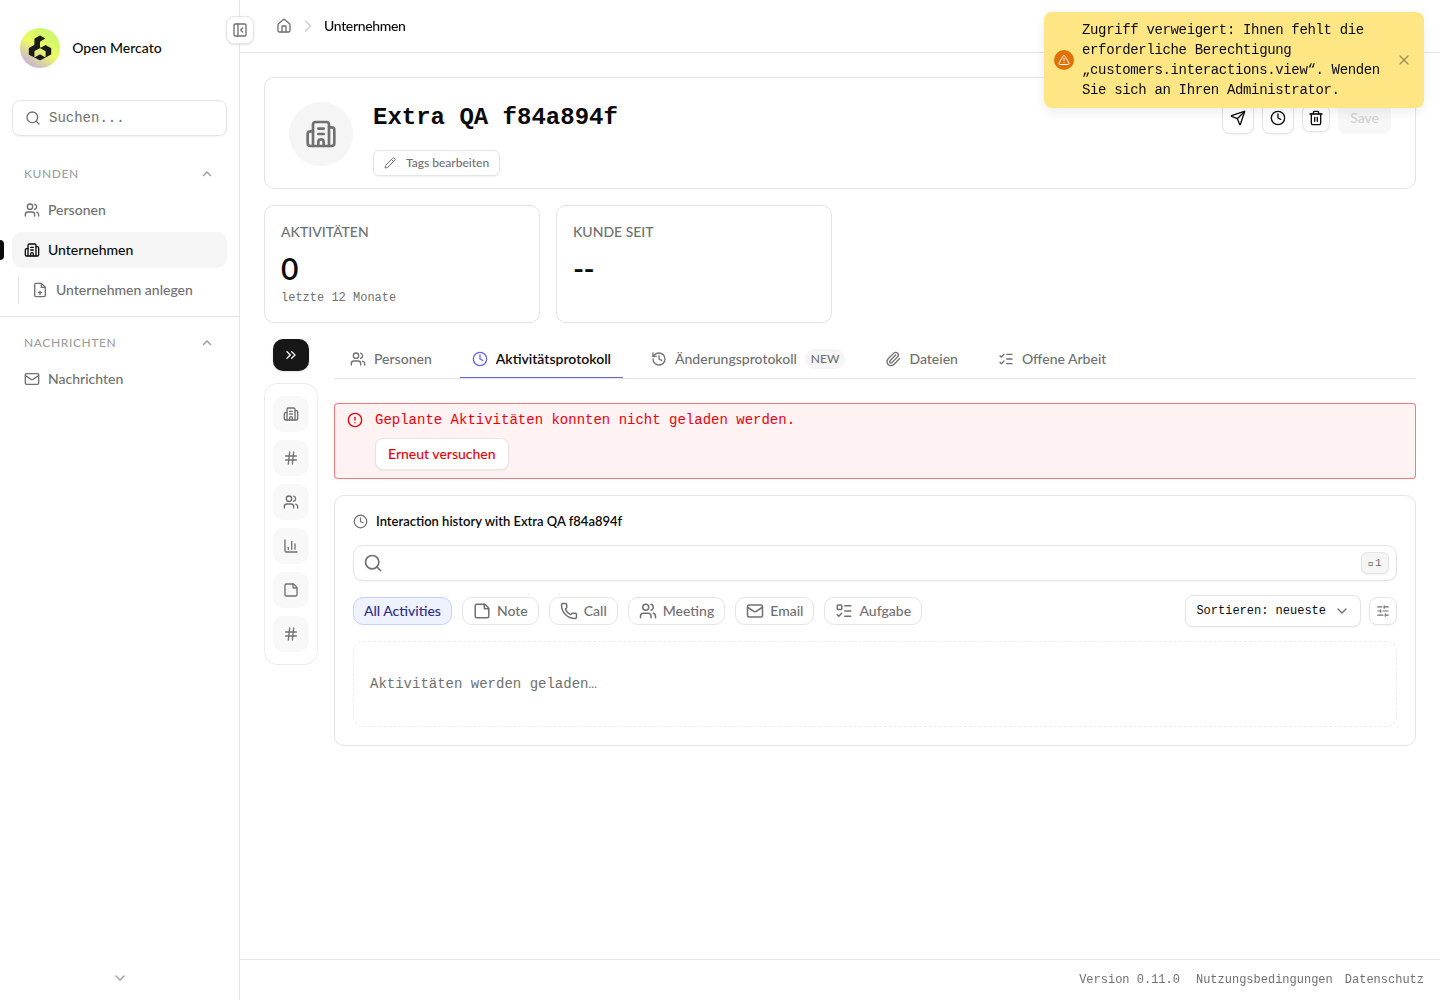 Open Mercato
Suchen...
KUNDEN
Personen
Unternehmen
Unternehmen anlegen
NACHRICHTEN
Nachrichten
Unternehmen
Zugriff verweigert: Ihnen fehlt die
erforderliche Berechtigung
„customers.interactions.view“. Wenden
Sie sich an Ihren Administrator.
Extra QA f84a894f
Tags bearbeiten
Save
AKTIVITÄTEN
0
letzte 12 Monate
KUNDE SEIT
--
Personen
Aktivitätsprotokoll
Änderungsprotokoll NEW
Dateien
Offene Arbeit
Geplante Aktivitäten konnten nicht geladen werden.
Erneut versuchen
Interaction history with Extra QA f84a894f
1
All Activities
Note
Call
Meeting
Email
Aufgabe
Sortieren: neueste
Aktivitäten werden geladen…
Version 0.11.0
Nutzungsbedingungen
Datenschutz